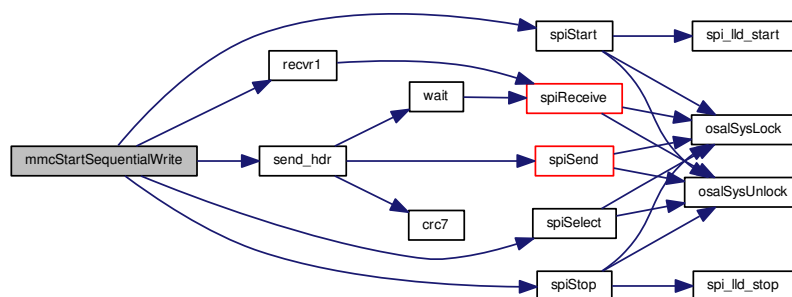 mmcStartSequentialWrite
recvr1
send_hdr
wait
crc7
spiStart
spiReceive
spiSend
spiSelect
spiStop
spi_lld_start
osalSysLock
osalSysUnlock
spi_lld_stop